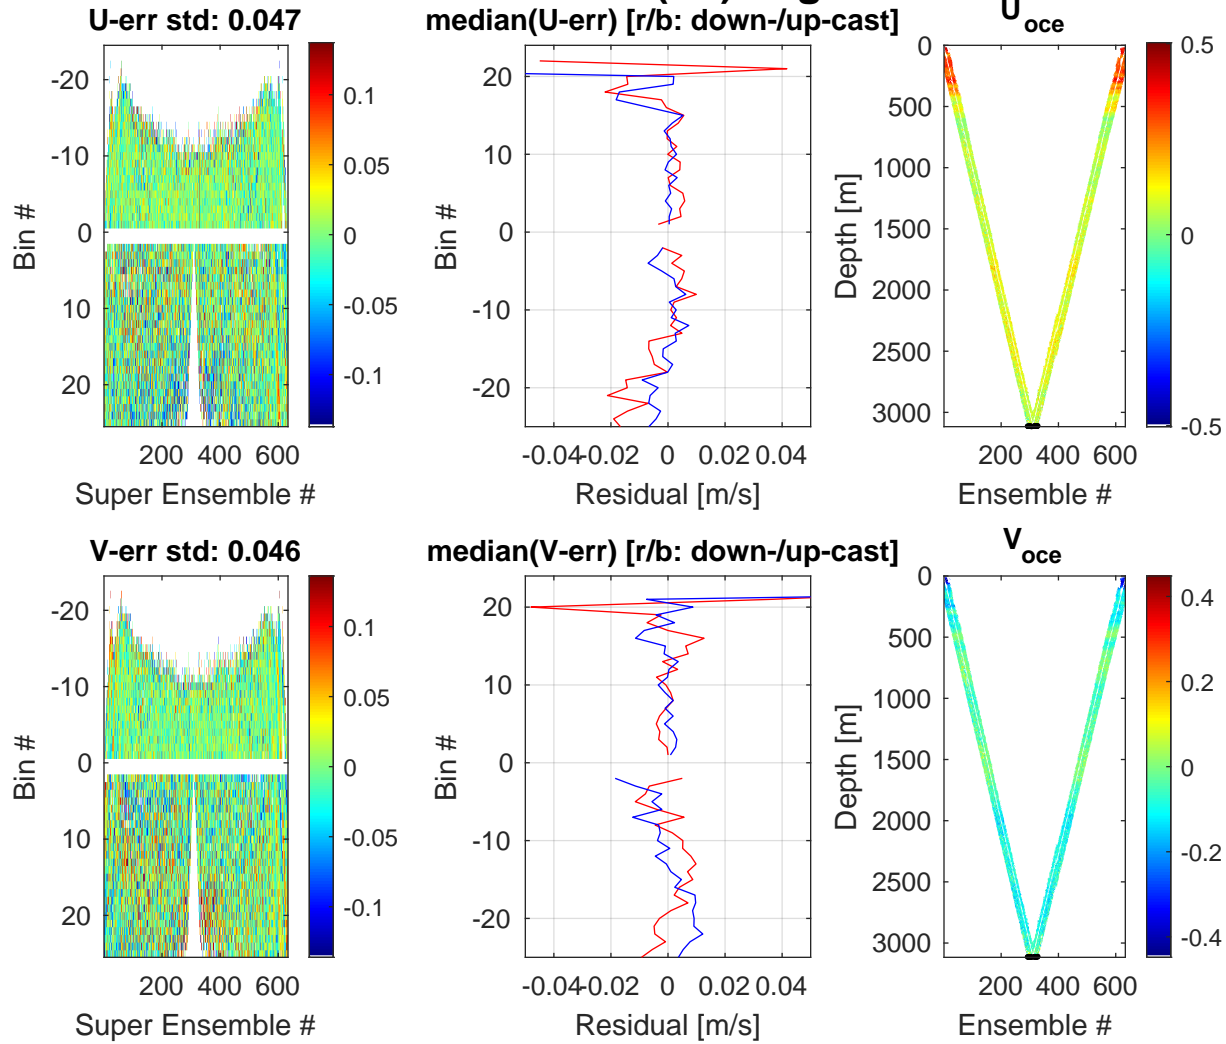 U-err std: 0.047
median(U-err) [r/b: down-/up-cast]
U oce
-20
-10
0
10
20
Bin #
200 400 600
Super Ensemble #
0.1
0.05
0
-0.05
-0.1
20
10
0
-10
-20
Bin #
-0.04 -0.02 0 0.02 0.04
Residual [m/s]
0
500
1000
1500
2000
2500
3000
Depth [m]
200 400 600
Ensemble #
0.5
0
-0.5
V-err std: 0.046
median(V-err) [r/b: down-/up-cast]
V oce
-20
-10
0
10
20
Bin #
200 400 600
Super Ensemble #
0.1
0.05
0
-0.05
-0.1
20
10
0
-10
-20
Bin #
-0.04 -0.02 0 0.02 0.04
Residual [m/s]
0
500
1000
1500
2000
2500
3000
Depth [m]
200 400 600
Ensemble #
0.4
0.2
0
-0.2
-0.4